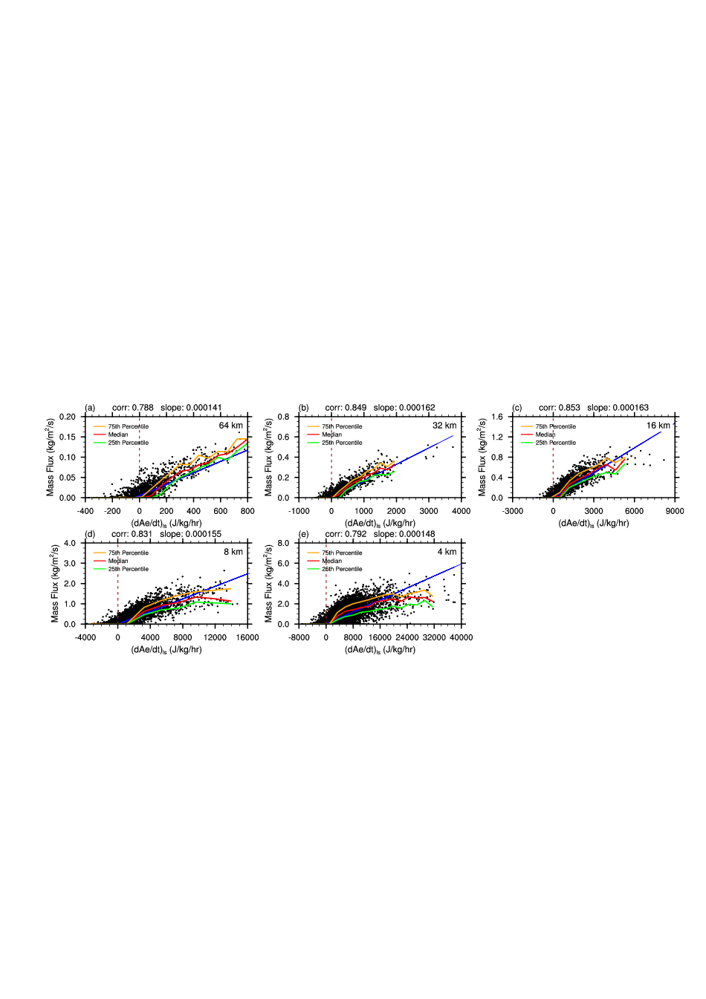 (a) corr: 0.788 slope: 0.000141
64 km
75th Percentile
Median
25th Percentile
0.20
0.15
0.10
0.05
0.00
Mass Flux (kg/m²/s)
-400 -200 0 200 400 600 800
(dAe/dt)ls (J/kg/hr)
(b) corr: 0.849 slope: 0.000162
32 km
75th Percentile
Median
25th Percentile
0.8
0.6
0.4
0.2
0.0
Mass Flux (kg/m²/s)
-1000 0 1000 2000 3000 4000
(dAe/dt)ls (J/kg/hr)
(c) corr: 0.853 slope: 0.000163
16 km
75th Percentile
Median
25th Percentile
1.6
1.2
0.8
0.4
0.0
Mass Flux (kg/m²/s)
-3000 0 3000 6000 9000
(dAe/dt)ls (J/kg/hr)
(d) corr: 0.831 slope: 0.000155
8 km
75th Percentile
Median
25th Percentile
4.0
3.0
2.0
1.0
0.0
Mass Flux (kg/m²/s)
-4000 0 4000 8000 12000 16000
(dAe/dt)ls (J/kg/hr)
(e) corr: 0.792 slope: 0.000148
4 km
75th Percentile
Median
25th Percentile
8.0
6.0
4.0
2.0
0.0
Mass Flux (kg/m²/s)
-8000 0 8000 16000 24000 32000 40000
(dAe/dt)ls (J/kg/hr)